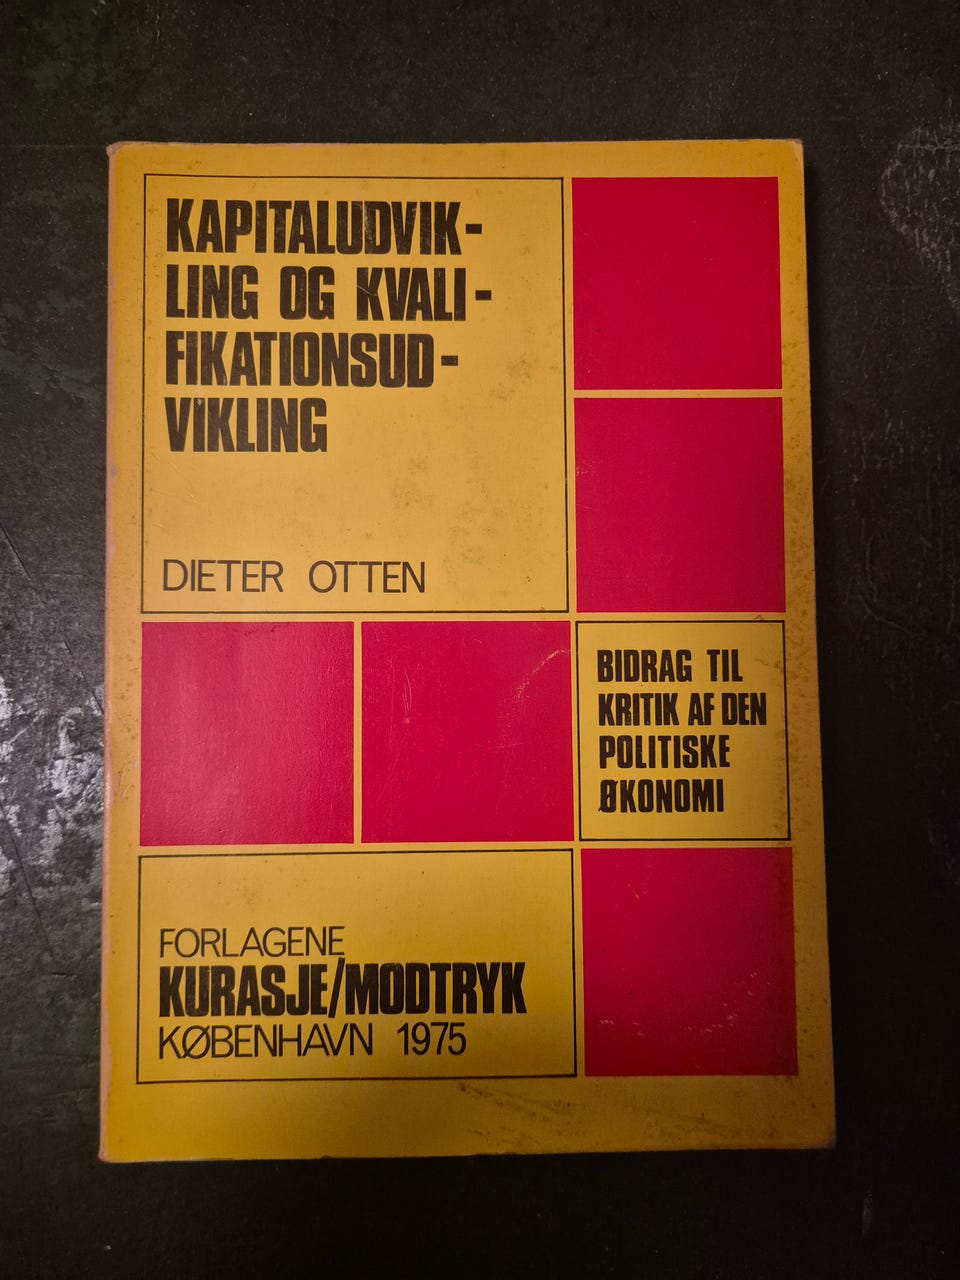 KAPITALUDVIK-
LING OG KVALI-
FIKATIONSUD-
VIKLING
DIETER OTTEN
BIDRAG TIL
KRITIK AF DEN
POLITISKE
ØKONOMI
FORLAGENE
KURASJE/MODTRYK
KØBENHAVN 1975